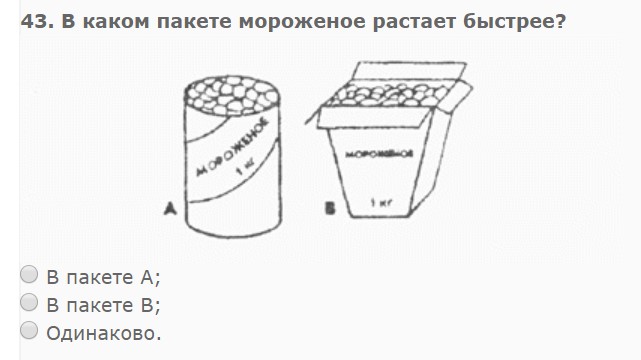 43. В каком пакете мороженое растает быстрее?
МОРОЖЕНОЕ
1 кг
А
МОРОЖЕНОЕ
1 кг
В
В пакете А;
В пакете В;
Одинаково.